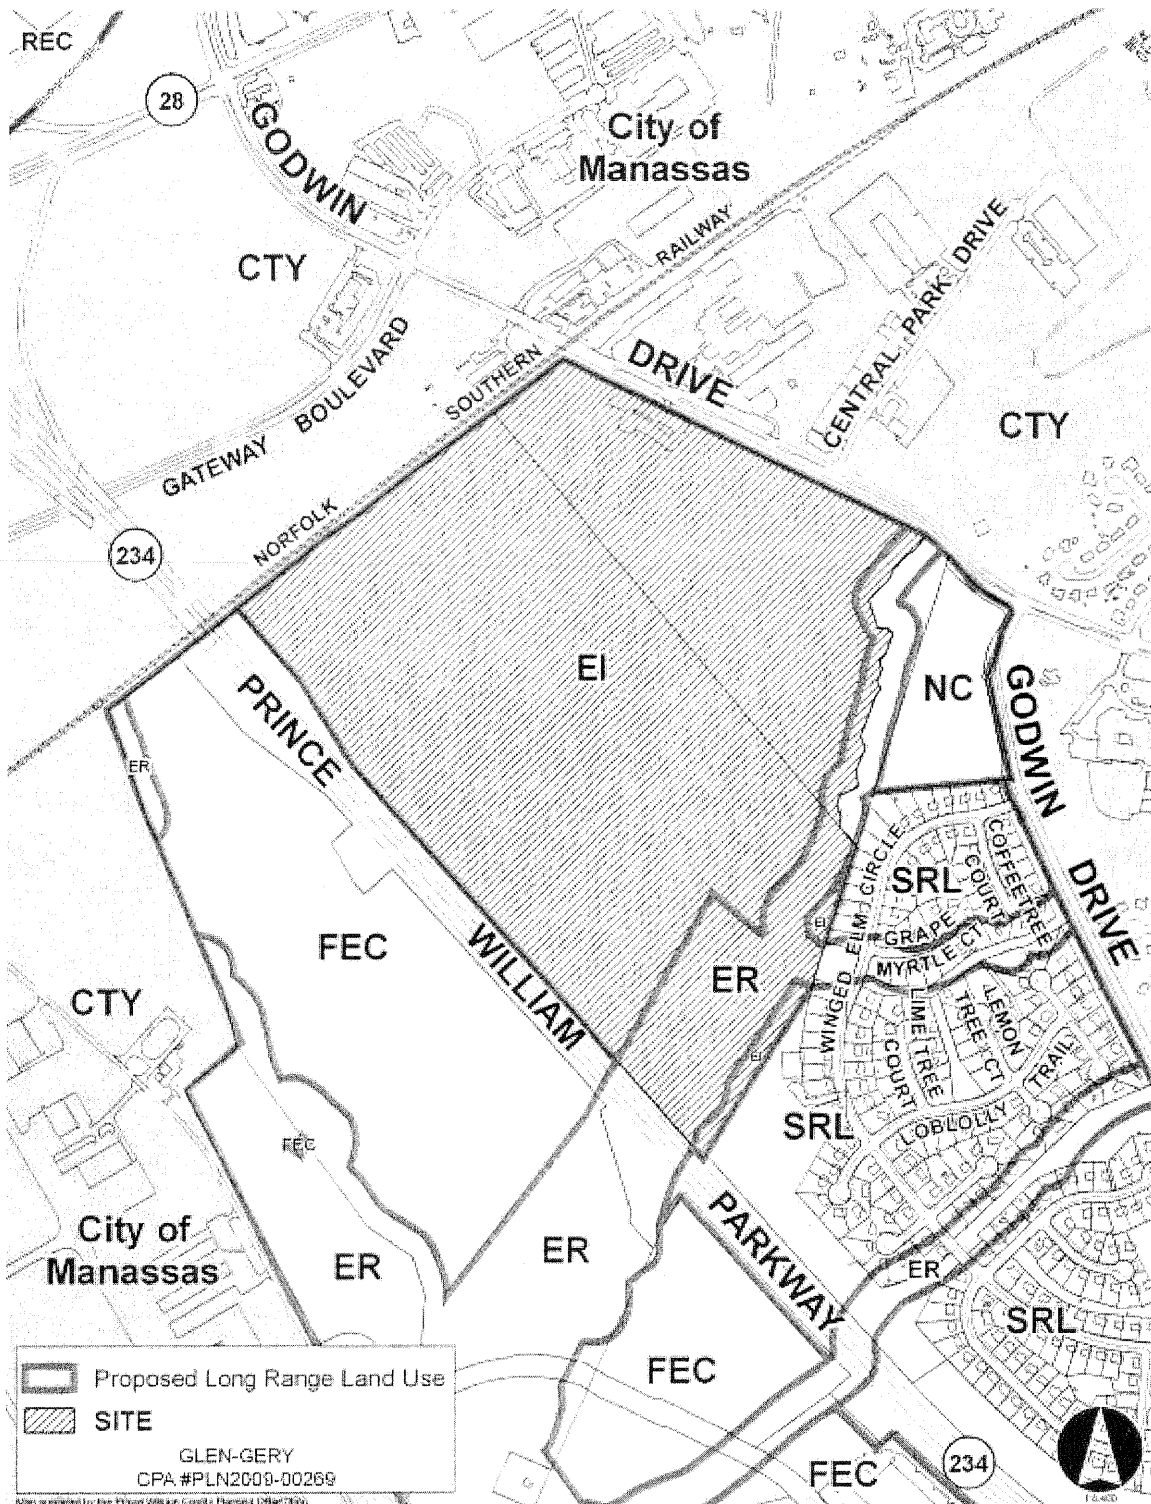 REC
28
GODWIN
City of
Manassas
RAILWAY
CENTRAL PARK DRIVE
CTY
DRIVE
SOUTHERN
GATEWAY BOULEVARD
CTY
234
NORFOLK
EI
PRINCE
NC
GODWIN
ER
WINGED ELM CIRCLE
SRL
COFFEETREE
COURT
DRIVE
GRAPE
MYRTLE CT
EI
FEC
WILLIAM
ER
CTY
LEMON
TREE CT
LIME TREE
COURT
TRAIL
EI
LOBLOLLY
SRL
FEC
City of
Manassas
ER
ER
PARKWAY
ER
SRL
FEC
Proposed Long Range Land Use
SITE
GLEN-GERY
CPA #PLN2009-00269
FEC
234